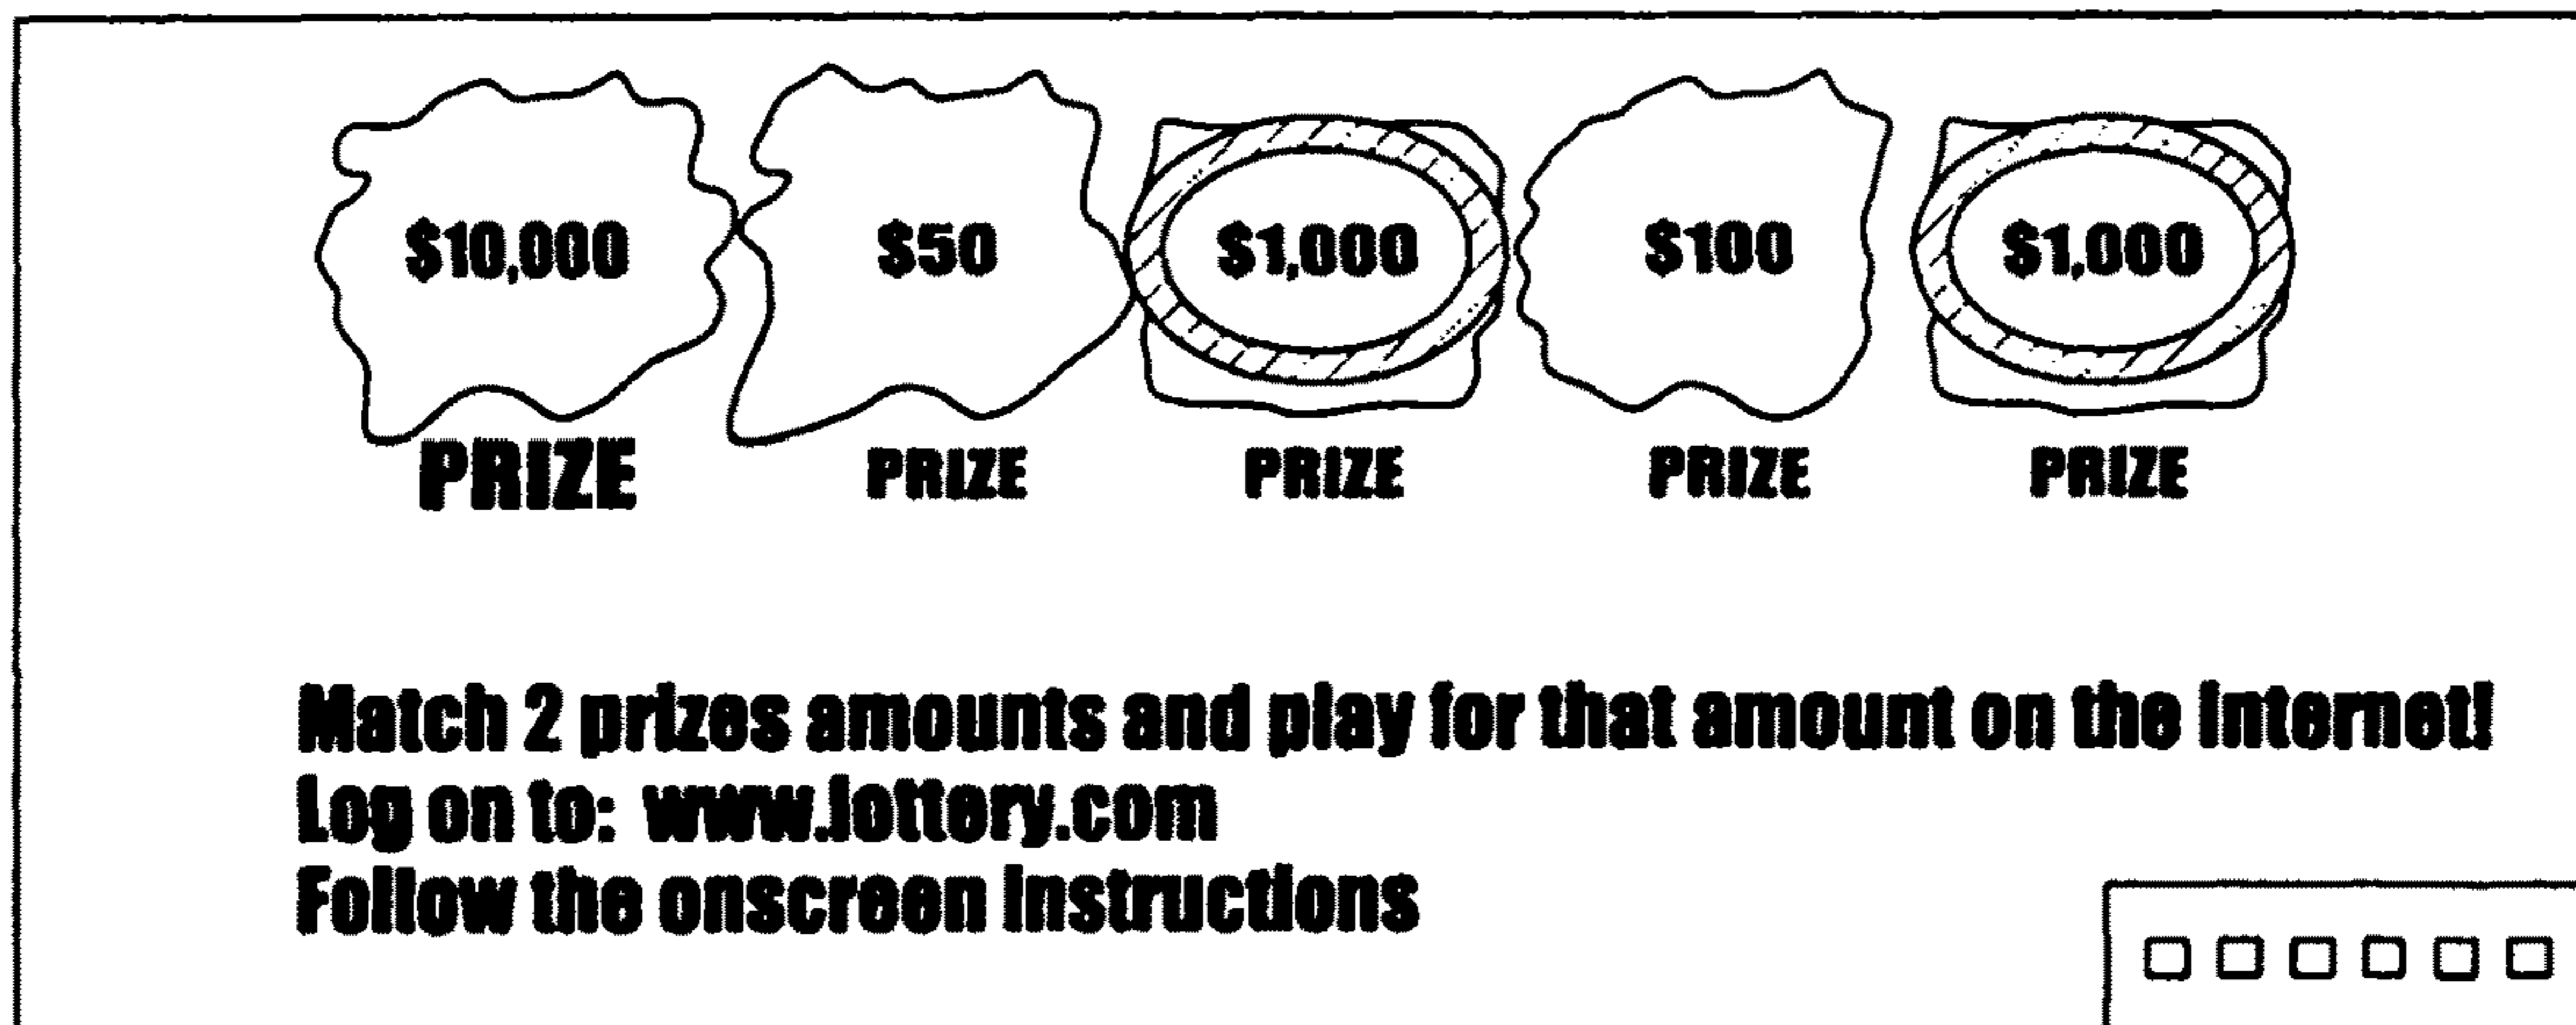 $10,000 $50 $1,000 $100 $1,000
PRIZE PRIZE PRIZE PRIZE PRIZE
Match 2 prizes amounts and play for that amount on the internet!
Log on to: www.lottery.com
Follow the onscreen instructions